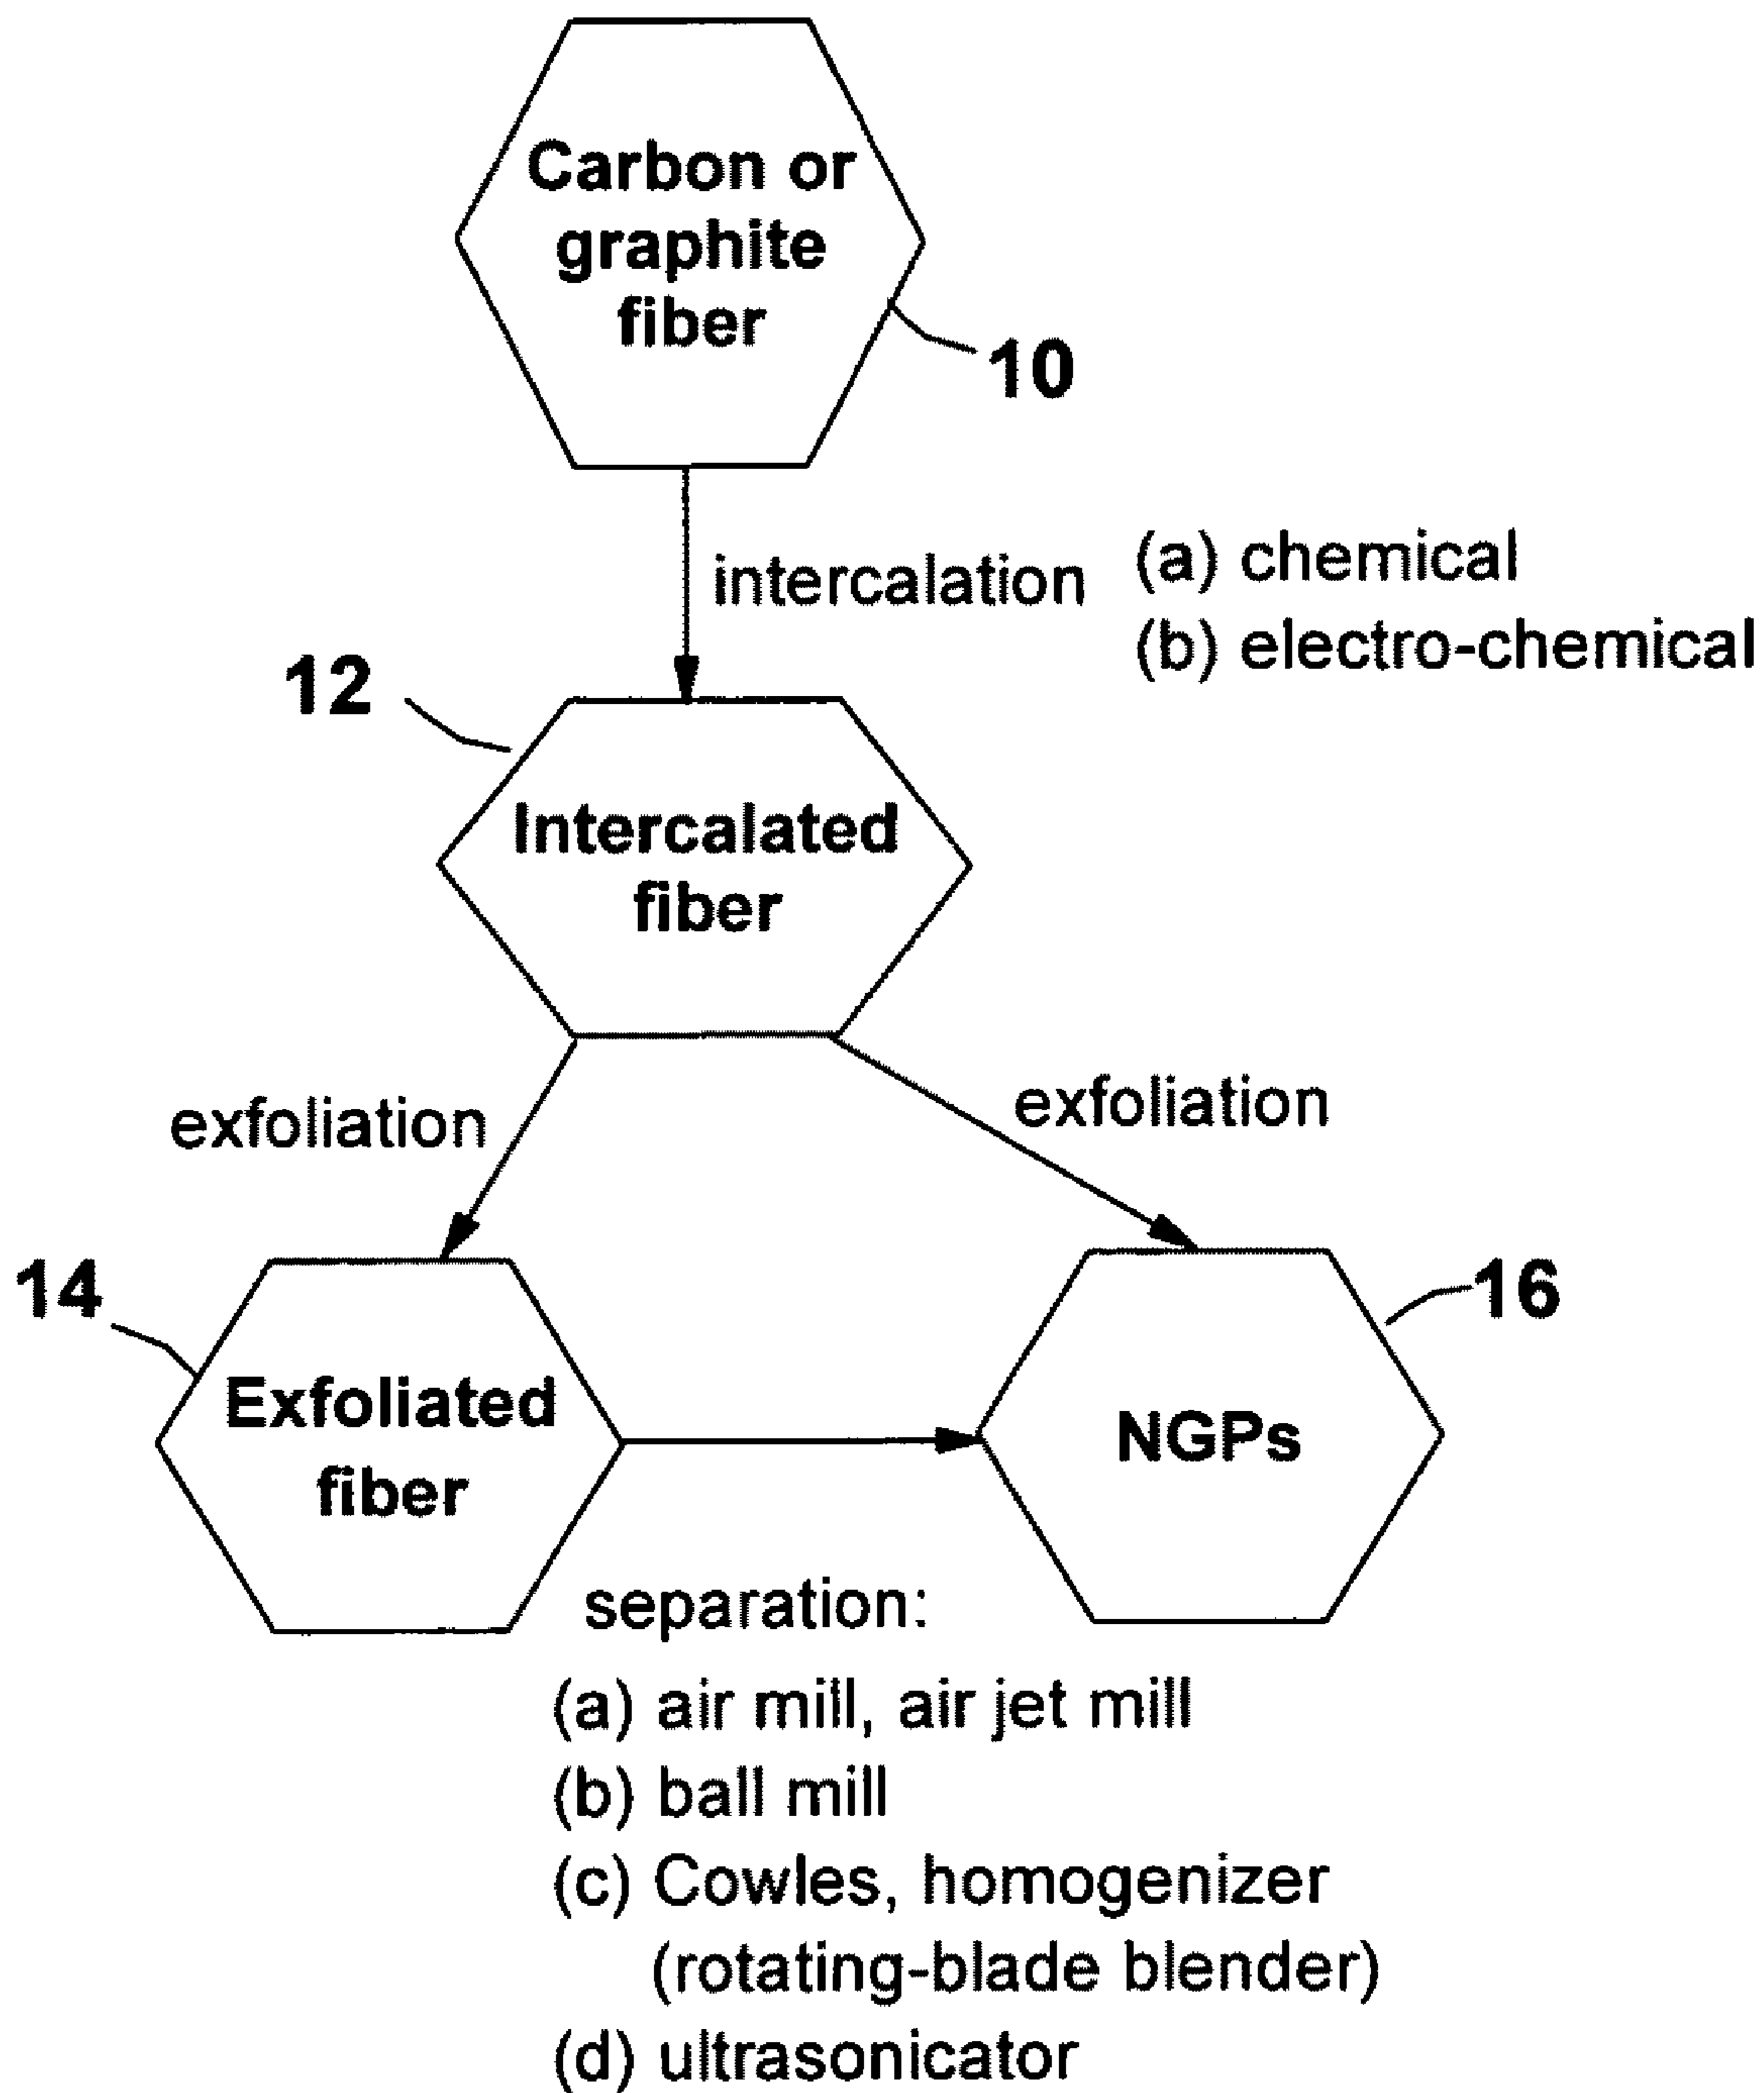 Carbon or
graphite
fiber
10
intercalation
(a) chemical
(b) electro-chemical
12
Intercalated
fiber
exfoliation
exfoliation
14
16
Exfoliated
fiber
NGPs
separation:
(a) air mill, air jet mill
(b) ball mill
(c) Cowles, homogenizer
(rotating-blade blender)
(d) ultrasonicator